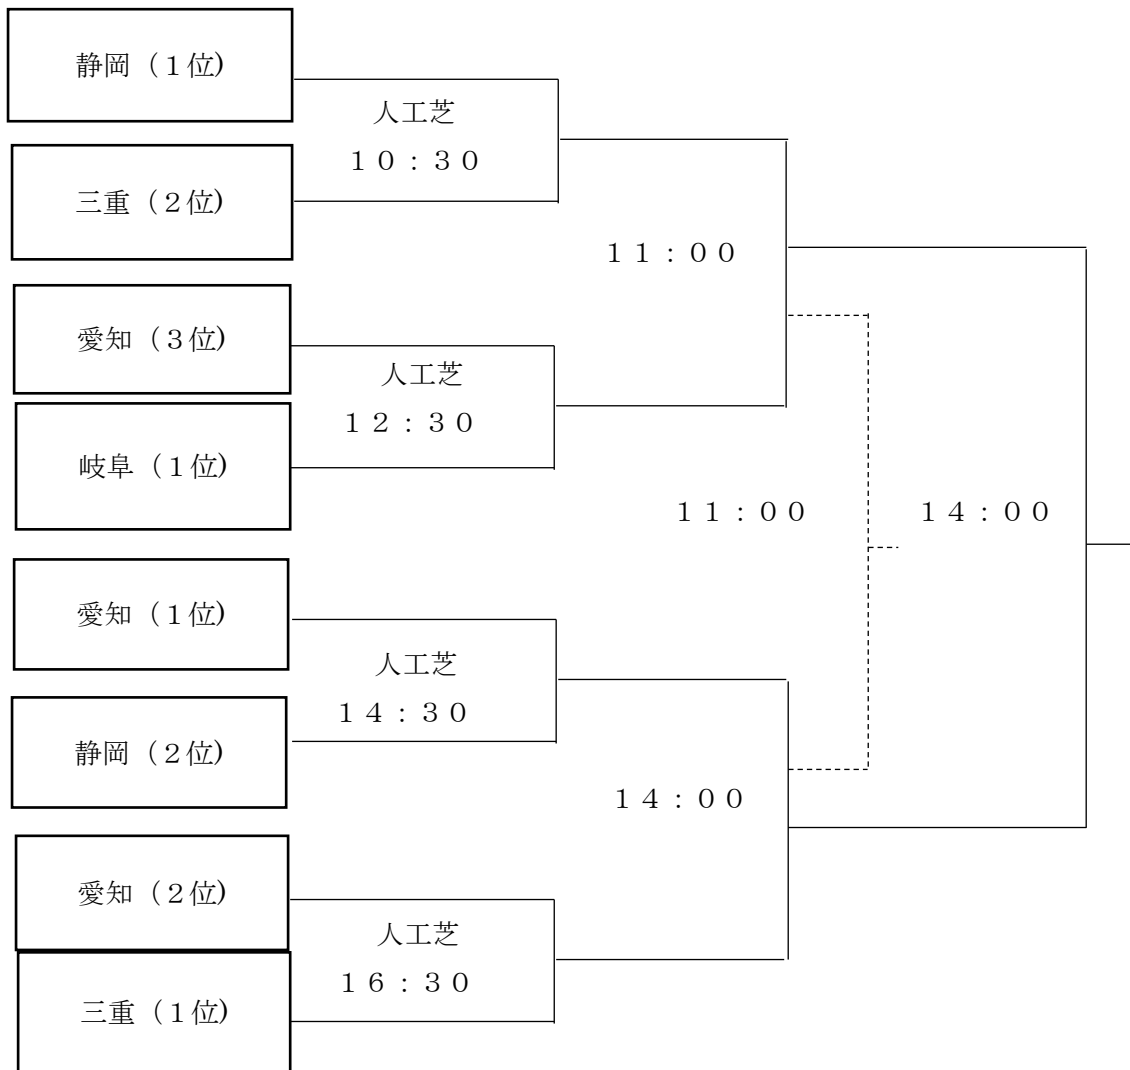 静岡（１位）
人工芝
１０：３０
三重（２位）
１１：００
愛知（３位）
人工芝
１２：３０
岐阜（１位）
１１：００
１４：００
愛知（１位）
人工芝
１４：３０
静岡（２位）
１４：００
愛知（２位）
人工芝
１６：３０
三重（１位）